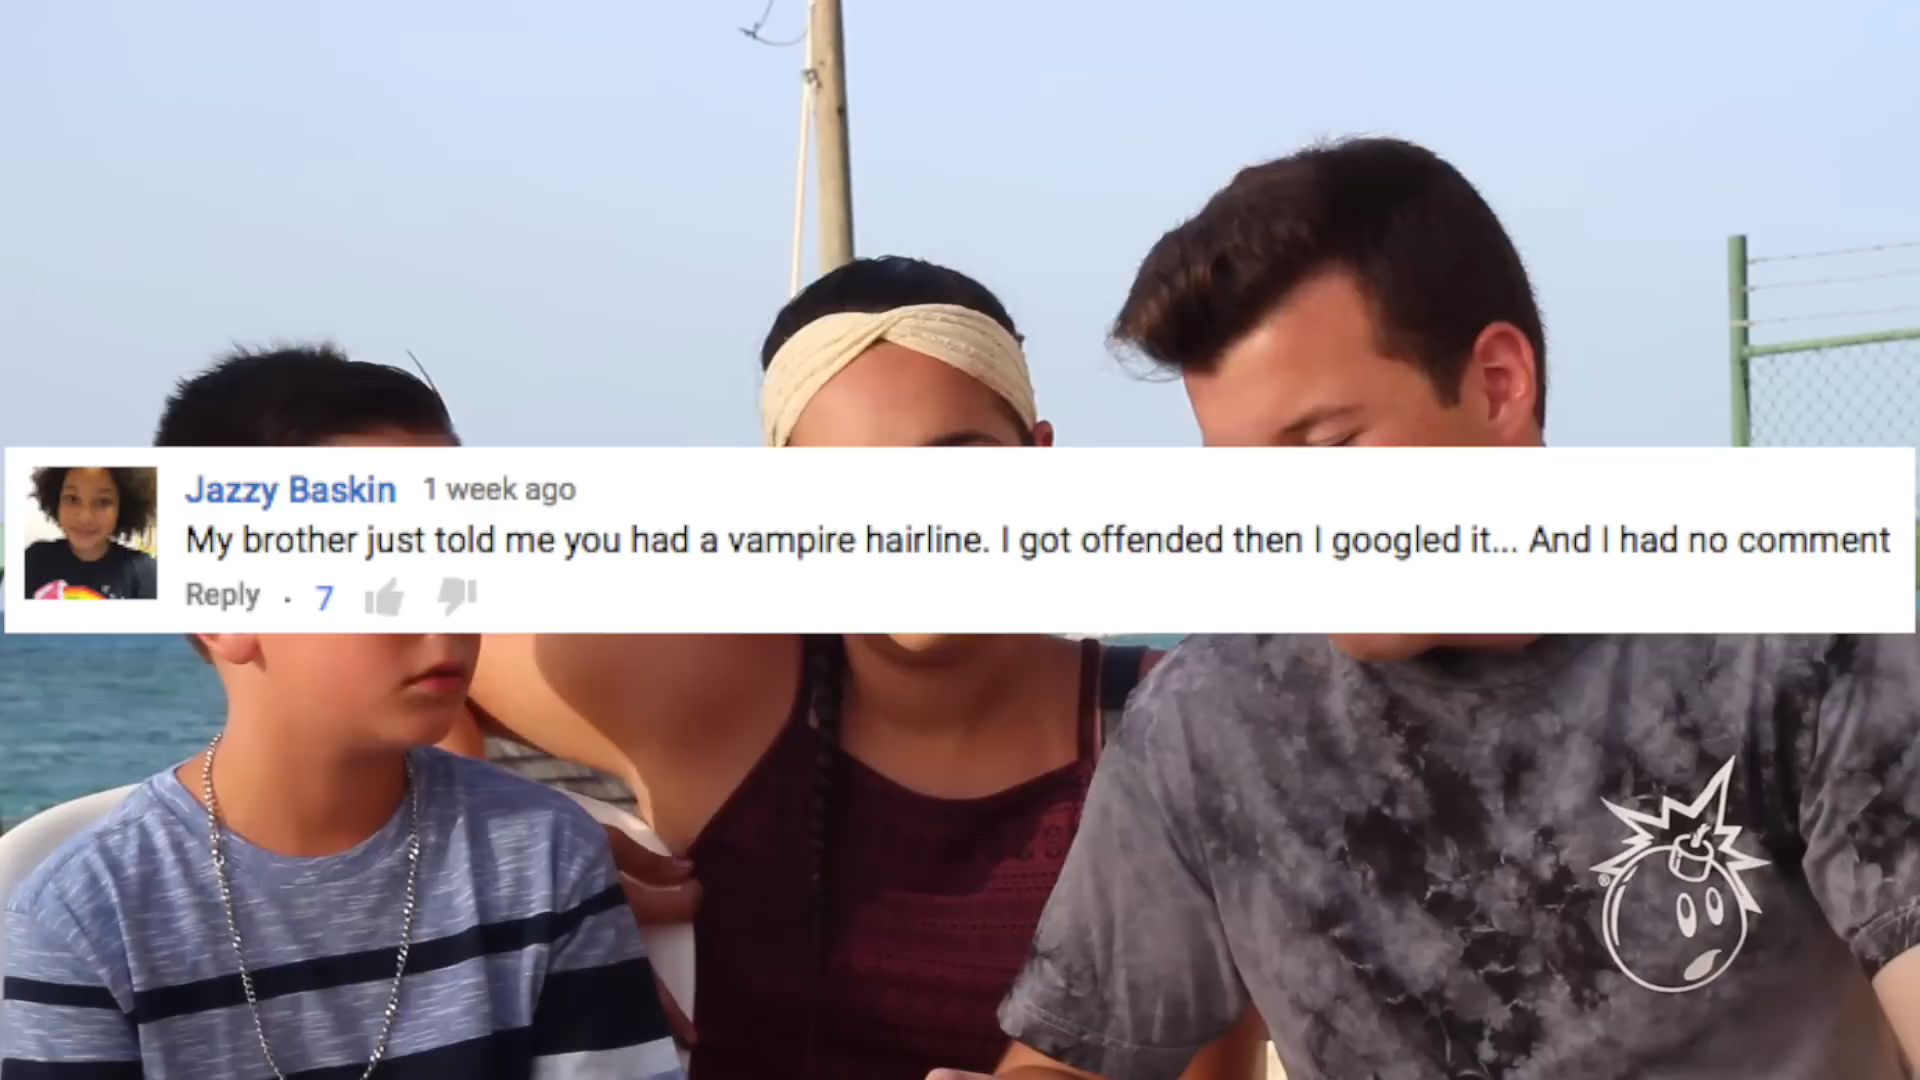 Jazzy Baskin 1 week ago
My brother just told me you had a vampire hairline. I got offended then I googled it... And I had no comment
Reply · 7